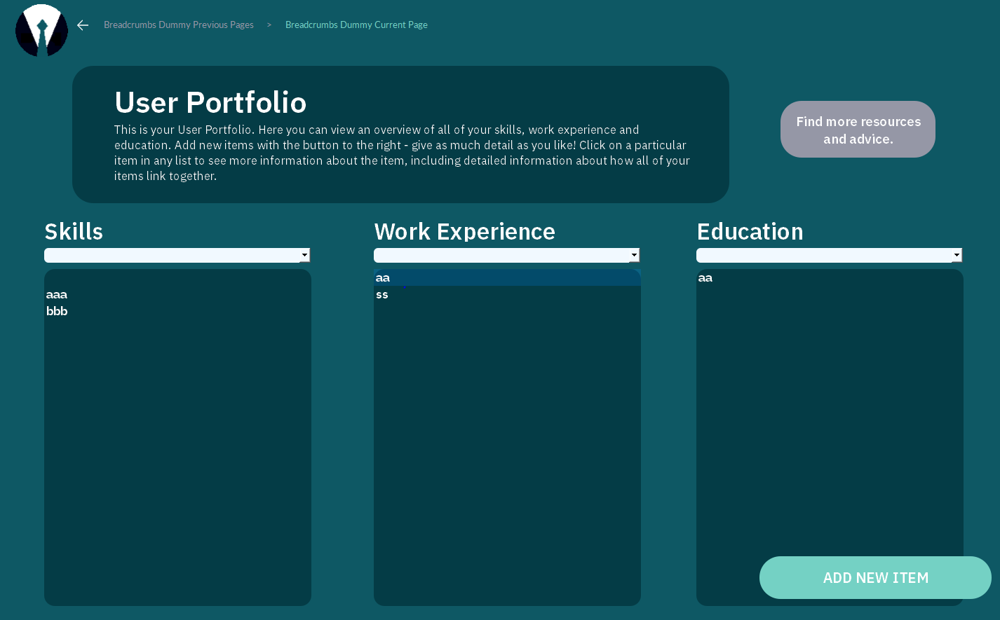 Breadcrumbs Dummy Previous Pages > Breadcrumbs Dummy Current Page
User Portfolio
This is your User Portfolio. Here you can view an overview of all of your skills, work experience and
education. Add new items with the button to the right - give as much detail as you like! Click on a particular
item in any list to see more information about the item, including detailed information about how all of your
items link together.
Find more resources
and advice.
Skills
aaa
bbb
Work Experience
aa
ss
Education
aa
ADD NEW ITEM